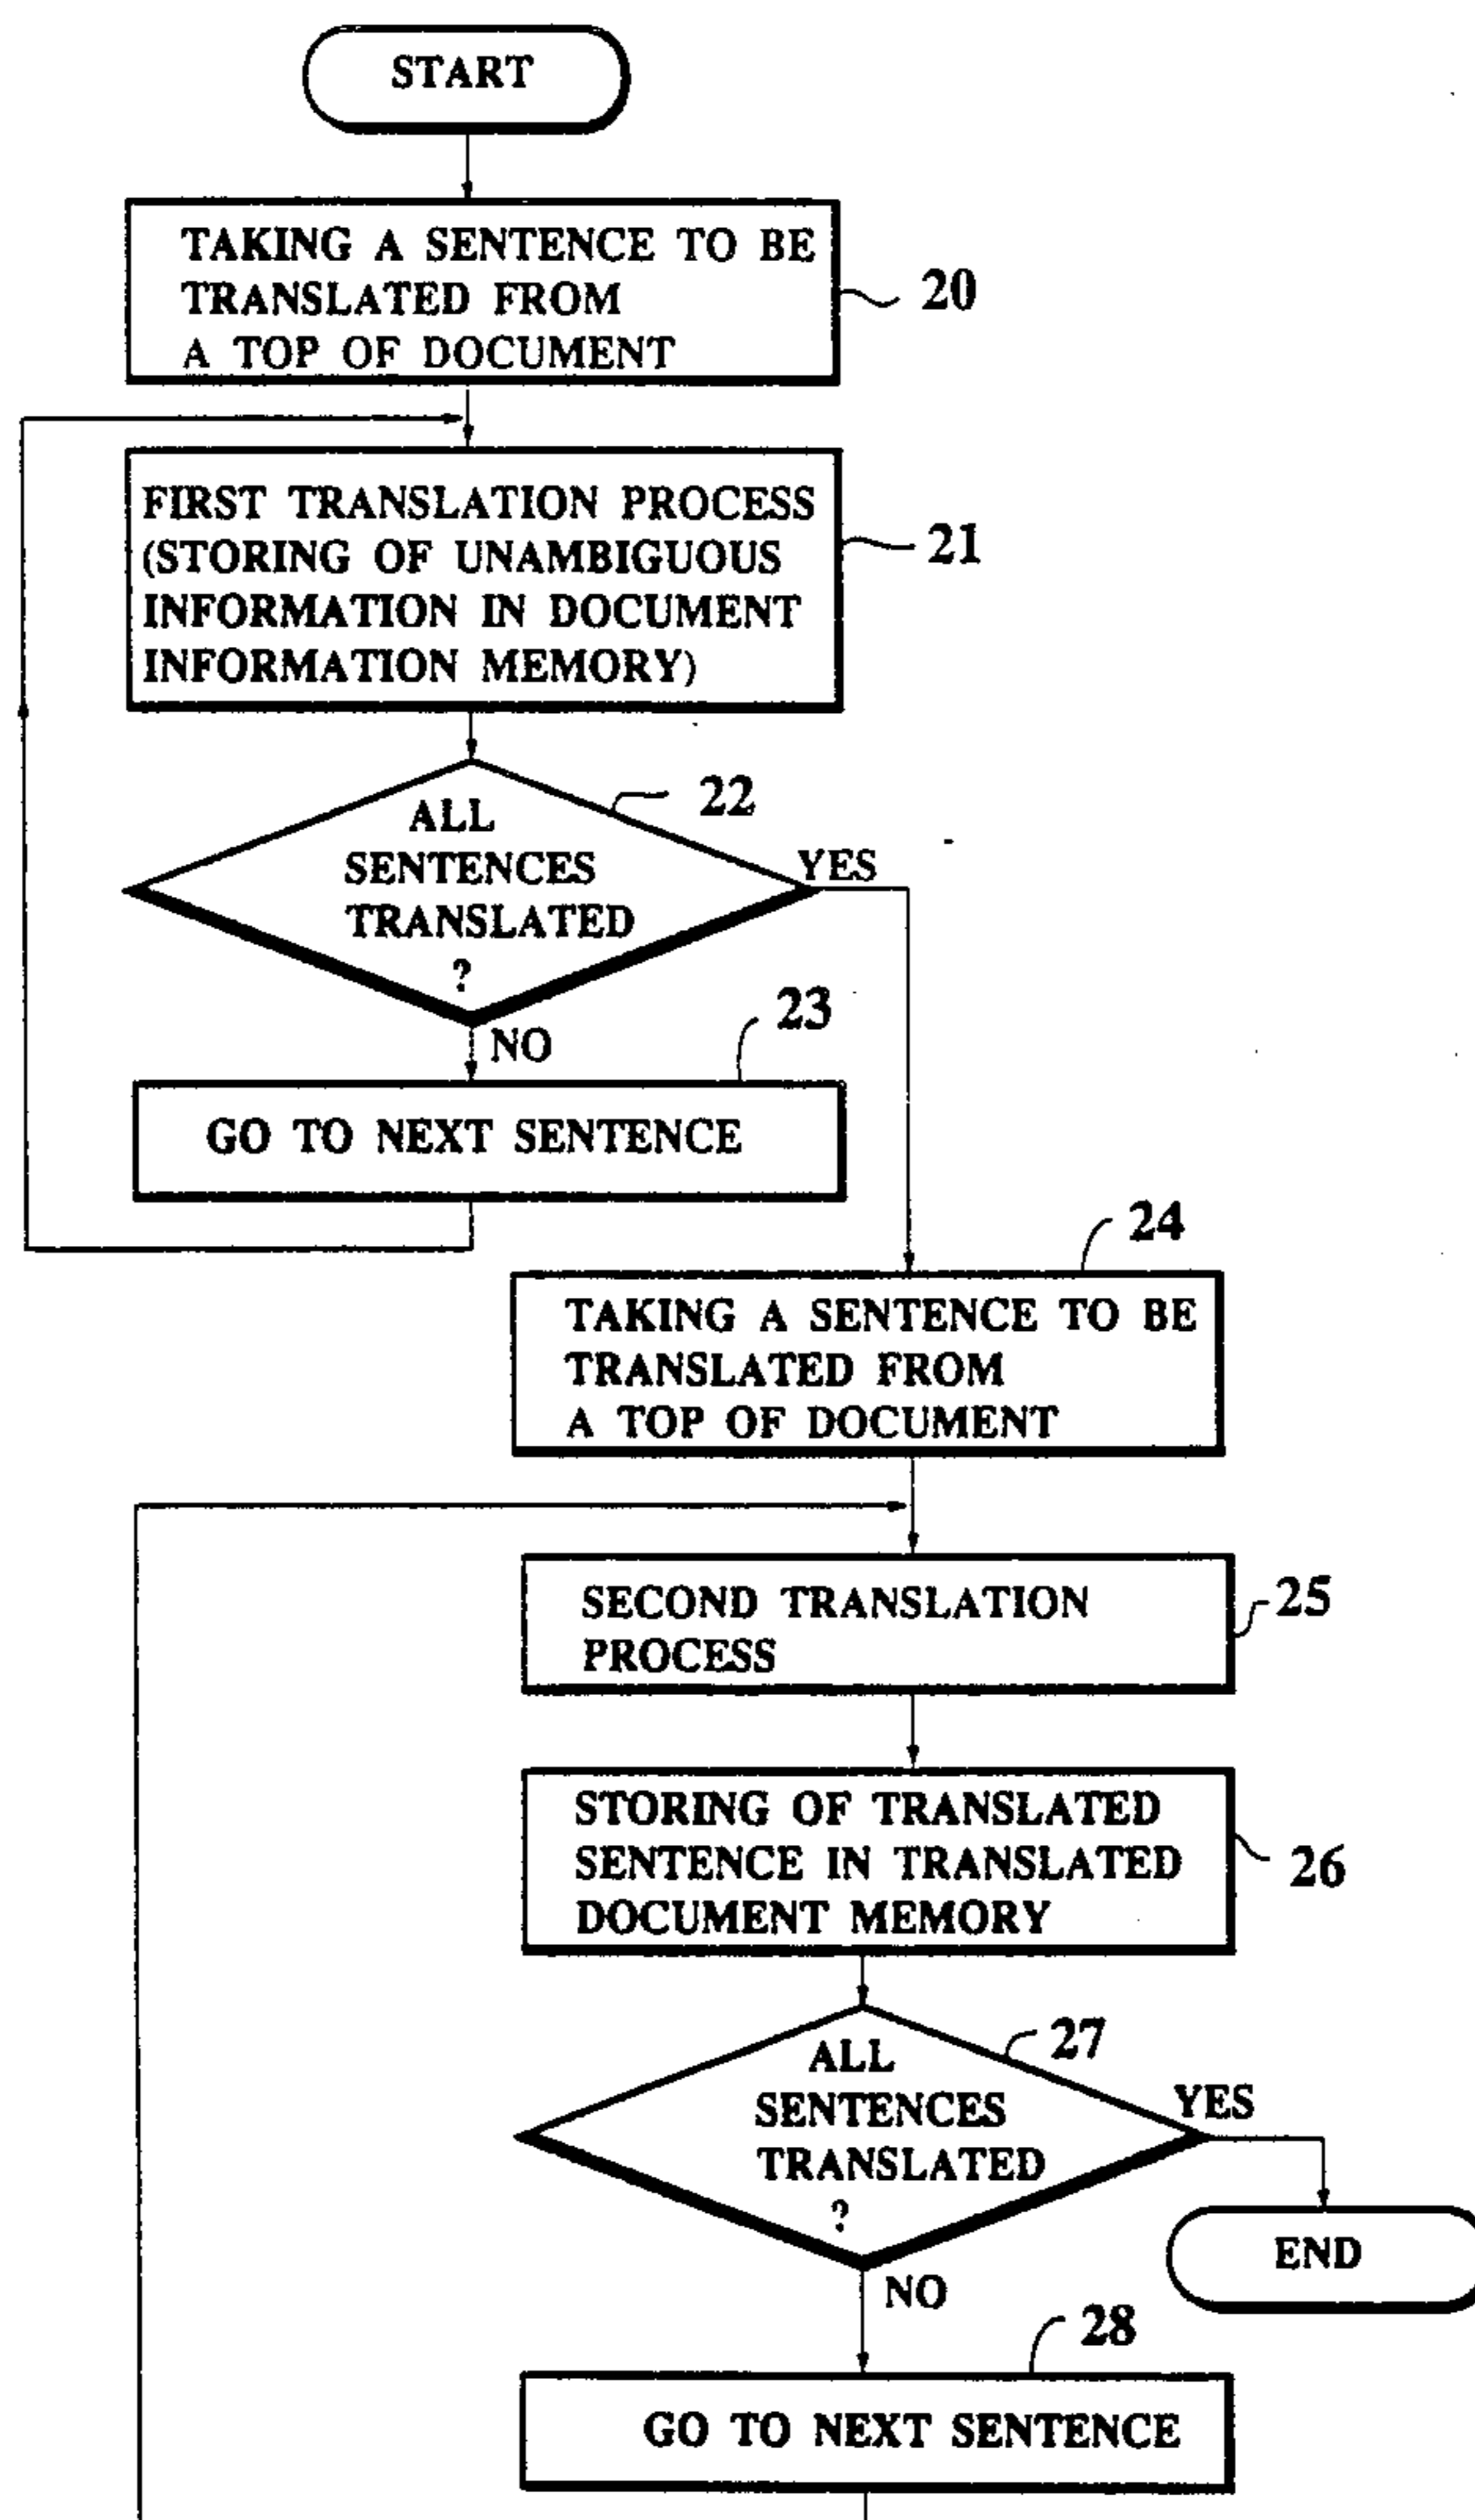 START
TAKING A SENTENCE TO BE
TRANSLATED FROM
A TOP OF DOCUMENT
20
FIRST TRANSLATION PROCESS
(STORING OF UNAMBIGUOUS
INFORMATION IN DOCUMENT
INFORMATION MEMORY)
21
ALL
SENTENCES
TRANSLATED
?
22
YES
NO
23
GO TO NEXT SENTENCE
24
TAKING A SENTENCE TO BE
TRANSLATED FROM
A TOP OF DOCUMENT
SECOND TRANSLATION
PROCESS
25
STORING OF TRANSLATED
SENTENCE IN TRANSLATED
DOCUMENT MEMORY
26
ALL
SENTENCES
TRANSLATED
?
27
YES
END
NO
28
GO TO NEXT SENTENCE